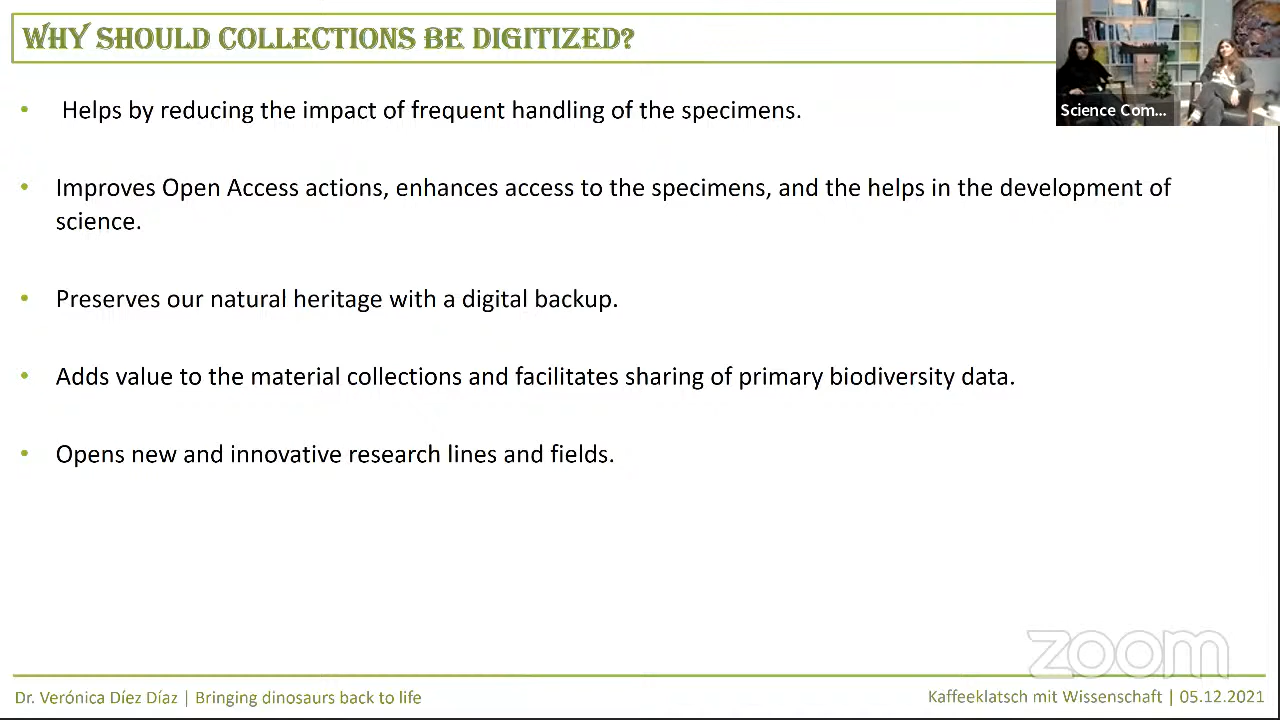 WHY SHOULD COLLECTIONS BE DIGITIZED?
Science Com...
• Helps by reducing the impact of frequent handling of the specimens.
• Improves Open Access actions, enhances access to the specimens, and the helps in the development of
science.
• Preserves our natural heritage with a digital backup.
• Adds value to the material collections and facilitates sharing of primary biodiversity data.
• Opens new and innovative research lines and fields.
zoom
Dr. Verónica Díez Díaz | Bringing dinosaurs back to life
Kaffeeklatsch mit Wissenschaft | 05.12.2021